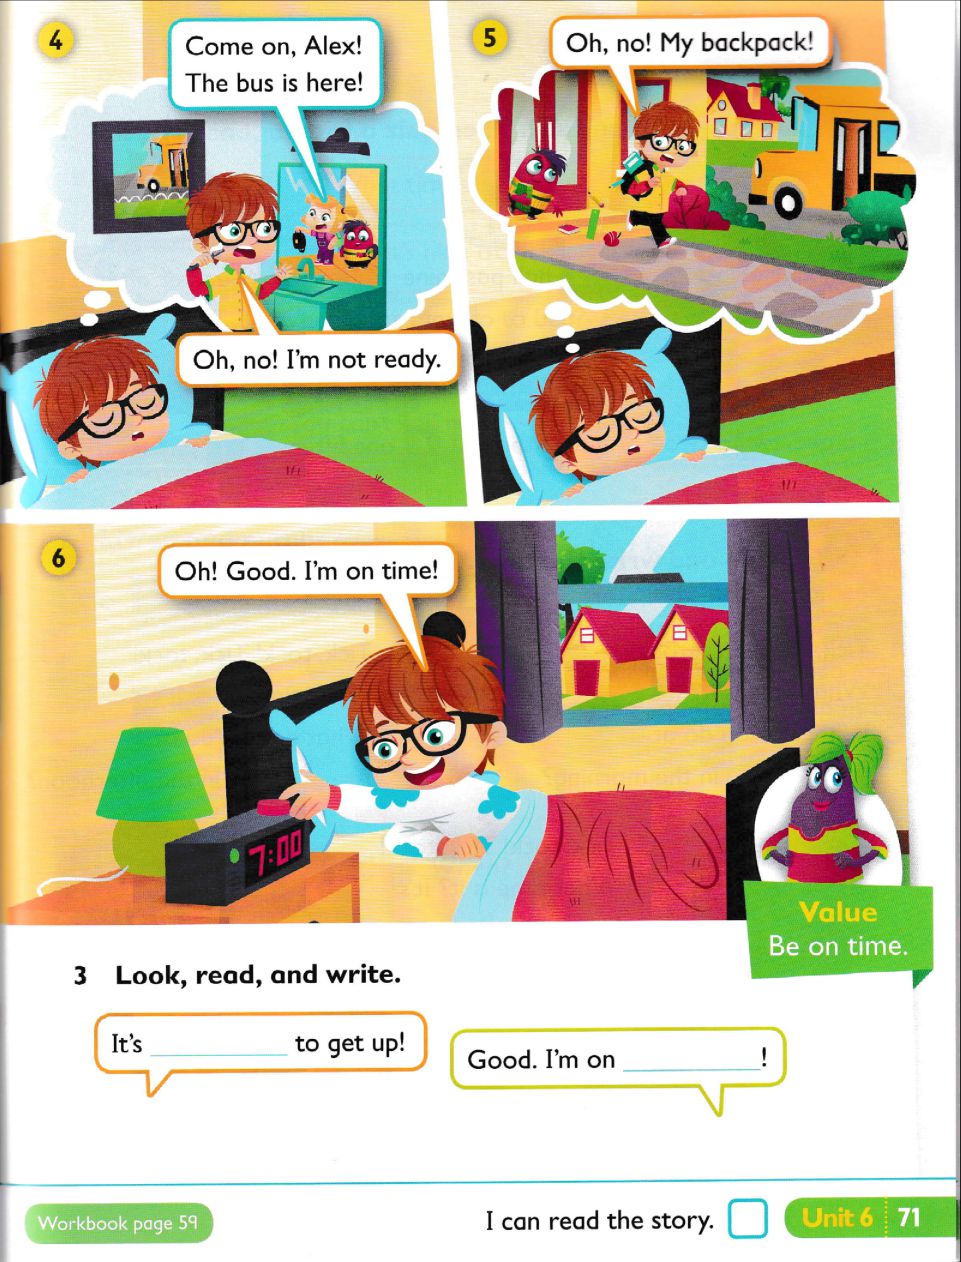 4
Come on, Alex!
The bus is here!
Oh, no! I'm not ready.
5
Oh, no! My backpack!
6
Oh! Good. I'm on time!
7:00
Value
Be on time.
3 Look, read, and write.
It's ____________ to get up!
Good. I'm on ____________!
Workbook page 59
I can read the story.
Unit 6 71